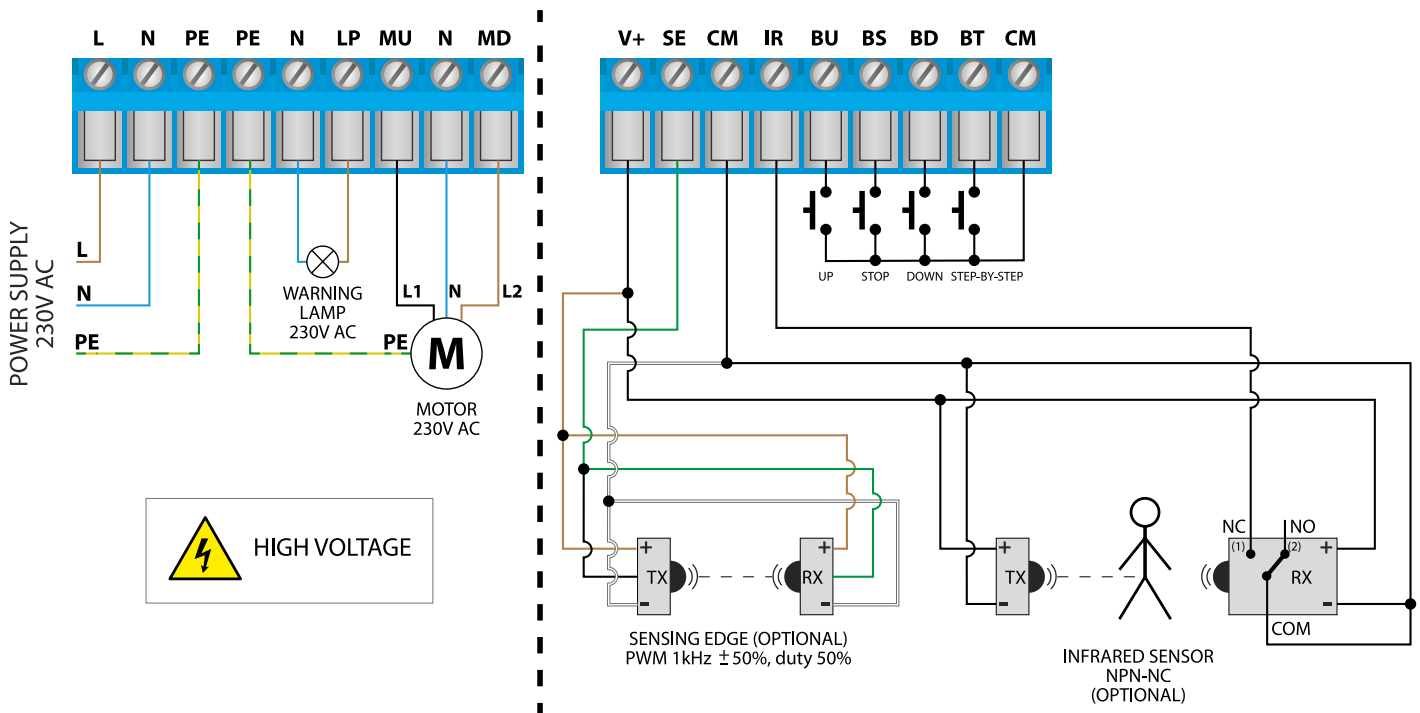 L N PE PE N LP MU N MD
V+ SE CM IR BU BS BD BT CM
POWER SUPPLY
230V AC
L
N
PE
WARNING
LAMP
230V AC
L1 N L2
PE
M
MOTOR
230V AC
HIGH VOLTAGE
UP STOP DOWN STEP-BY-STEP
+ TX -
+ RX -
SENSING EDGE (OPTIONAL)
PWM 1kHz ±50%, duty 50%
+ TX -
NC NO
(1) (2) +
RX
-
COM
INFRARED SENSOR
NPN-NC
(OPTIONAL)